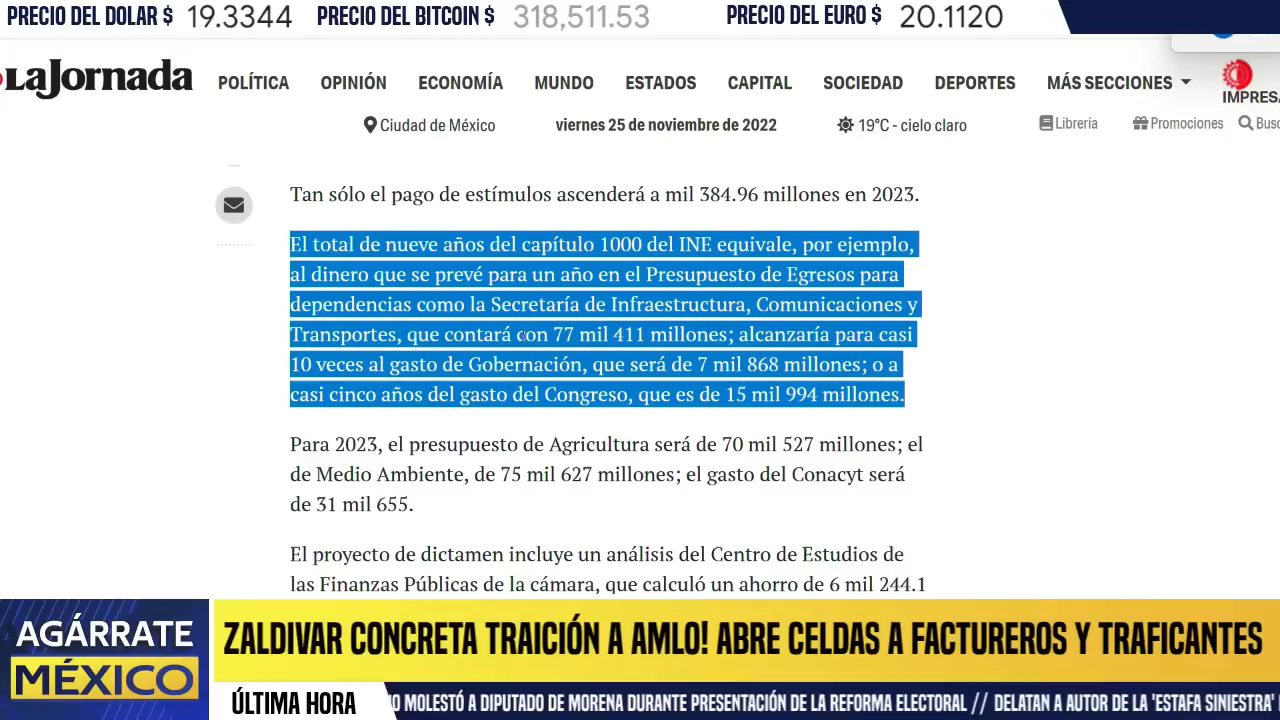 PRECIO DEL DOLAR $ 19.3344 PRECIO DEL BITCOIN $ 318,511.53 PRECIO DEL EURO $ 20.1120
La Jornada POLÍTICA OPINIÓN ECONOMÍA MUNDO ESTADOS CAPITAL SOCIEDAD DEPORTES MÁS SECCIONES
IMPRESA
Ciudad de México viernes 25 de noviembre de 2022 19°C - cielo claro Librería Promociones Busc
Tan sólo el pago de estímulos ascenderá a mil 384.96 millones en 2023.
El total de nueve años del capítulo 1000 del INE equivale, por ejemplo,
al dinero que se prevé para un año en el Presupuesto de Egresos para
dependencias como la Secretaría de Infraestructura, Comunicaciones y
Transportes, que contará con 77 mil 411 millones; alcanzaría para casi
10 veces al gasto de Gobernación, que será de 7 mil 868 millones; o a
casi cinco años del gasto del Congreso, que es de 15 mil 994 millones.
Para 2023, el presupuesto de Agricultura será de 70 mil 527 millones; el
de Medio Ambiente, de 75 mil 627 millones; el gasto del Conacyt será
de 31 mil 655.
El proyecto de dictamen incluye un análisis del Centro de Estudios de
las Finanzas Públicas de la cámara, que calculó un ahorro de 6 mil 244.1
AGÁRRATE
MÉXICO
ZALDIVAR CONCRETA TRAICIÓN A AMLO! ABRE CELDAS A FACTUREROS Y TRAFICANTES
ÚLTIMA HORA
O MOLESTÓ A DIPUTADO DE MORENA DURANTE PRESENTACIÓN DE LA REFORMA ELECTORAL // DELATAN A AUTOR DE LA 'ESTAFA SINIESTRA'